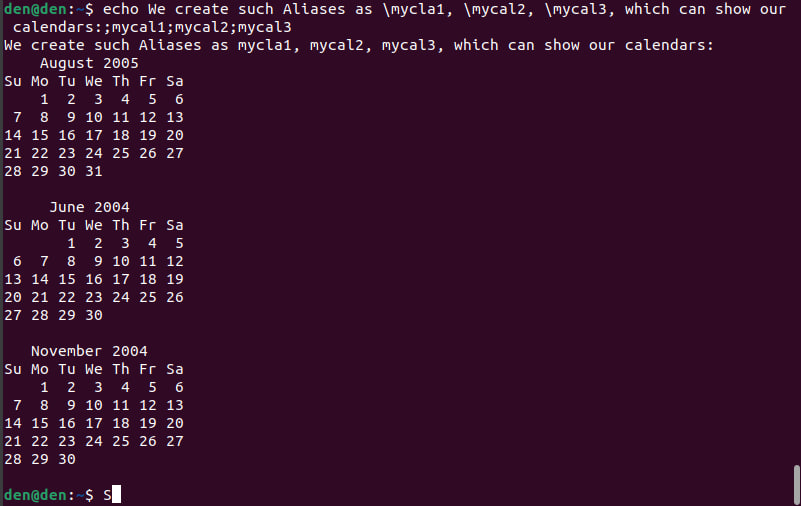 den@den:~$ echo We create such Aliases as \mycla1, \mycal2, \mycal3, which can show our
 calendars:;mycal1;mycal2;mycal3
We create such Aliases as mycla1, mycal2, mycal3, which can show our calendars:
    August 2005
Su Mo Tu We Th Fr Sa
    1  2  3  4  5  6
 7  8  9 10 11 12 13
14 15 16 17 18 19 20
21 22 23 24 25 26 27
28 29 30 31

     June 2004
Su Mo Tu We Th Fr Sa
       1  2  3  4  5
 6  7  8  9 10 11 12
13 14 15 16 17 18 19
20 21 22 23 24 25 26
27 28 29 30

   November 2004
Su Mo Tu We Th Fr Sa
    1  2  3  4  5  6
 7  8  9 10 11 12 13
14 15 16 17 18 19 20
21 22 23 24 25 26 27
28 29 30

den@den:~$ S